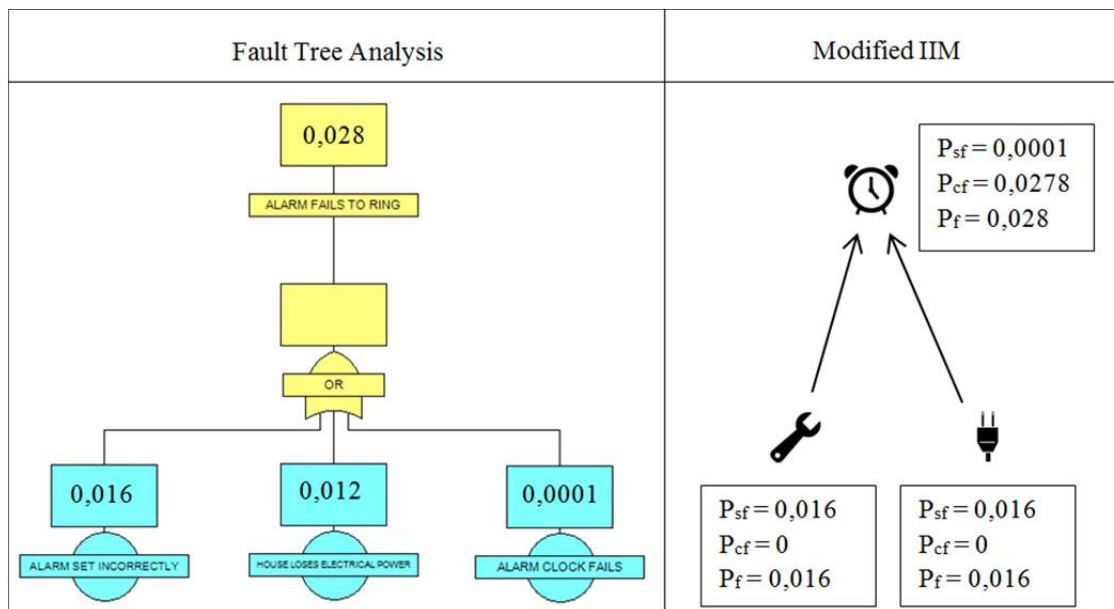 Fault Tree Analysis
0,028
ALARM FAILS TO RING
OR
0,016
0,012
0,0001
ALARM SET INCORRECTLY
HOUSE LOSES ELECTRICAL POWER
ALARM CLOCK FAILS
Modified IIM
Psf = 0,0001
Pcf = 0,0278
Pf = 0,028
Psf = 0,016
Pcf = 0
Pf = 0,016
Psf = 0,016
Pcf = 0
Pf = 0,016